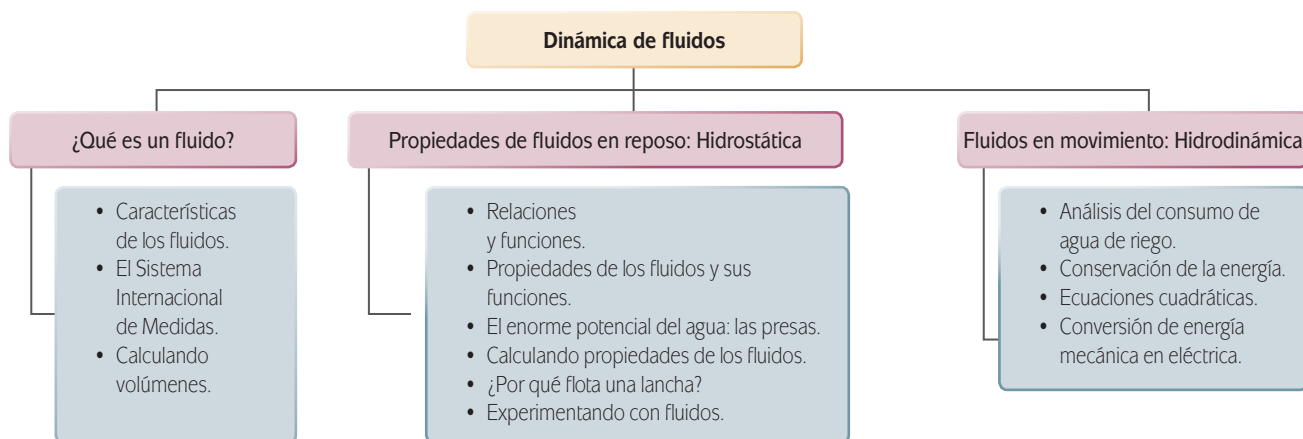 Dinámica de fluidos
¿Qué es un fluido?
• Características
de los fluidos.
• El Sistema
Internacional
de Medidas.
• Calculando
volúmenes.
Propiedades de fluidos en reposo: Hidrostática
• Relaciones
y funciones.
• Propiedades de los fluidos y sus
funciones.
• El enorme potencial del agua: las presas.
• Calculando propiedades de los fluidos.
• ¿Por qué flota una lancha?
• Experimentando con fluidos.
Fluidos en movimiento: Hidrodinámica
• Análisis del consumo de
agua de riego.
• Conservación de la energía.
• Ecuaciones cuadráticas.
• Conversión de energía
mecánica en eléctrica.